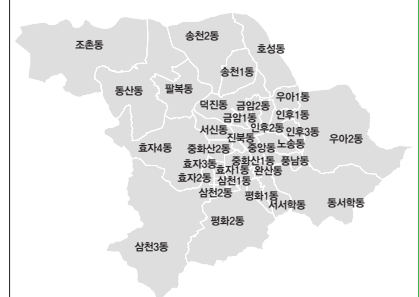 송천2동
조촌동
호성동
송천1동
동산동
팔복동
우아1동
덕진동
금암2동
인후1동
금암1동
서신동
인후2동
인후3동
진북동
우아2동
노송동
효자4동
중화산2동
중앙동
효자3동
중화산1동
풍남동
효자1동
완산동
효자2동
삼천1동
삼천2동
평화1동
서서학동
동서학동
평화2동
삼천3동